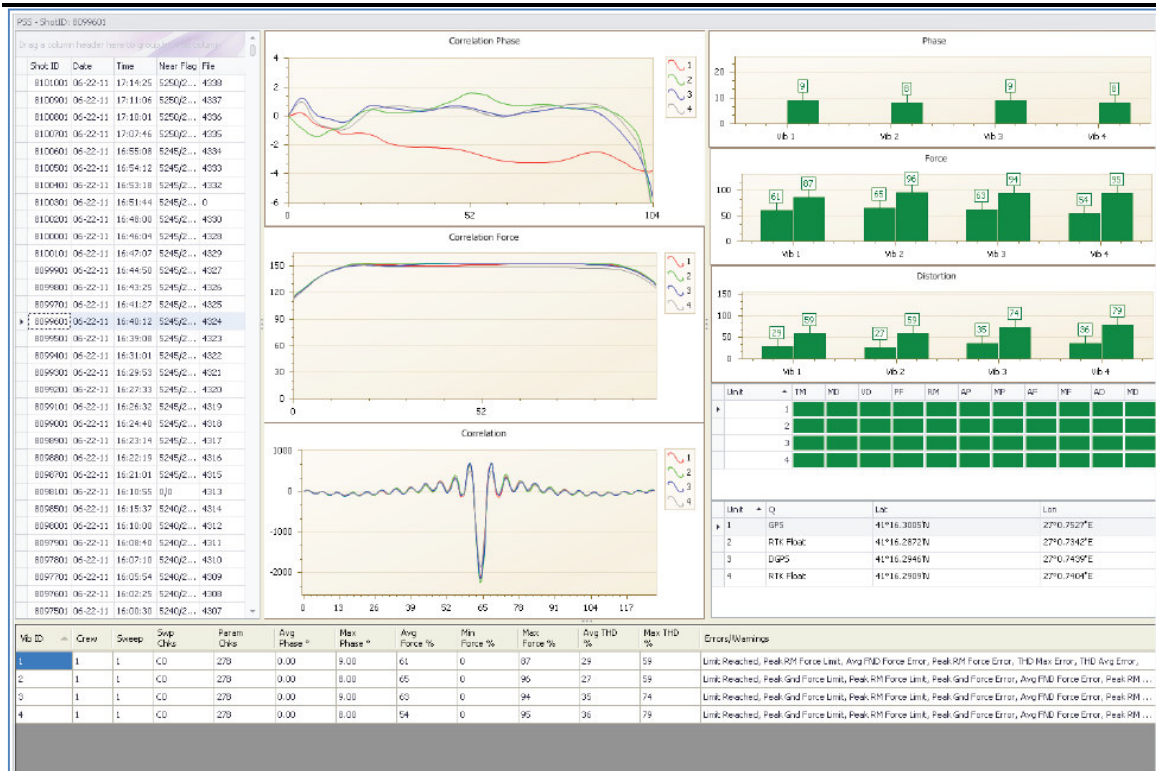 PSS - ShotID: 8099601
Drag a column header here to group by that column
Shot ID Date Time Near Flag File
8101001 06-22-11 17:14:25 5250/2... 4338
8100901 06-22-11 17:11:06 5250/2... 4337
8100001 06-22-11 17:10:01 5250/2... 4336
8100701 06-22-11 17:07:46 5250/2... 4335
8100601 06-22-11 16:55:08 5245/2... 4334
8100501 06-22-11 16:54:12 5245/2... 4333
8100401 06-22-11 16:53:18 5245/2... 4332
8100301 06-22-11 16:51:44 5245/2... 0
8100201 06-22-11 16:48:00 5245/2... 4330
8100001 06-22-11 16:46:04 5245/2... 4328
8100101 06-22-11 16:47:07 5245/2... 4329
8099901 06-22-11 16:44:50 5245/2... 4327
8099801 06-22-11 16:43:25 5245/2... 4326
8099701 06-22-11 16:41:27 5245/2... 4325
8099601 06-22-11 16:40:12 5245/2... 4324
8099501 06-22-11 16:39:08 5245/2... 4323
8099401 06-22-11 16:31:01 5245/2... 4322
8099301 06-22-11 16:29:53 5245/2... 4321
8099201 06-22-11 16:27:33 5245/2... 4320
8099101 06-22-11 16:26:32 5245/2... 4319
8099001 06-22-11 16:24:40 5245/2... 4318
8098901 06-22-11 16:23:14 5245/2... 4317
8098801 06-22-11 16:22:19 5245/2... 4316
8098701 06-22-11 16:21:01 5245/2... 4315
8098101 06-22-11 16:10:55 0/0 4313
8098501 06-22-11 16:15:37 5240/2... 4314
8098001 06-22-11 16:10:00 5240/2... 4312
8097901 06-22-11 16:08:40 5240/2... 4311
8097801 06-22-11 16:07:10 5240/2... 4310
8097701 06-22-11 16:05:54 5240/2... 4309
8097601 06-22-11 16:02:25 5240/2... 4308
8097501 06-22-11 16:00:30 5240/2... 4307
Correlation Phase
4
2
0
-2
-4
-6
0 52 104
1
2
3
4
Correlation Force
150
120
90
60
30
0
0 52
1
2
3
4
Correlation
1000
0
-1000
-2000
0 13 26 39 52 65 78 91 104 117
1
2
3
4
Phase
20
10
0
9 8 9 8
Vib 1 Vib 2 Vib 3 Vib 4
Force
100
50
0
61 87 65 96 63 94 54 95
Vib 1 Vib 2 Vib 3 Vib 4
Distortion
150
100
50
0
29 59 27 59 35 74 36 79
Vib 1 Vib 2 Vib 3 Vib 4
Unit TM MD VD PF RM AP MP AF MF AD MD
1
2
3
4
Unit Q Lat Lon
1 GPS 41°16.3005'N 27°0.7527'E
2 RTK Float 41°16.2872'N 27°0.7342'E
3 DGPS 41°16.2946'N 27°0.7439'E
4 RTK Float 41°16.2909'N 27°0.7404'E
Vib ID Crew Sweep Swp Chks Param Chks Avg Phase ° Max Phase ° Avg Force % Min Force % Max Force % Avg THD % Max THD % Errors/Warnings
1 1 1 C0 278 0.00 9.00 61 0 87 29 59 Limit Reached, Peak RM Force Limit, Avg FND Force Error, Peak RM Force Error, THD Max Error, THD Avg Error,
2 1 1 C0 278 0.00 8.00 65 0 96 27 59 Limit Reached, Peak Gnd Force Limit, Peak RM Force Limit, Peak Gnd Force Error, Avg FND Force Error, Peak RM ...
3 1 1 C0 278 0.00 9.00 63 0 94 35 74 Limit Reached, Peak Gnd Force Limit, Peak RM Force Limit, Peak Gnd Force Error, Avg FND Force Error, Peak RM ...
4 1 1 C0 278 0.00 8.00 54 0 95 36 79 Limit Reached, Peak Gnd Force Limit, Peak RM Force Limit, Peak Gnd Force Error, Avg FND Force Error, Peak RM ...